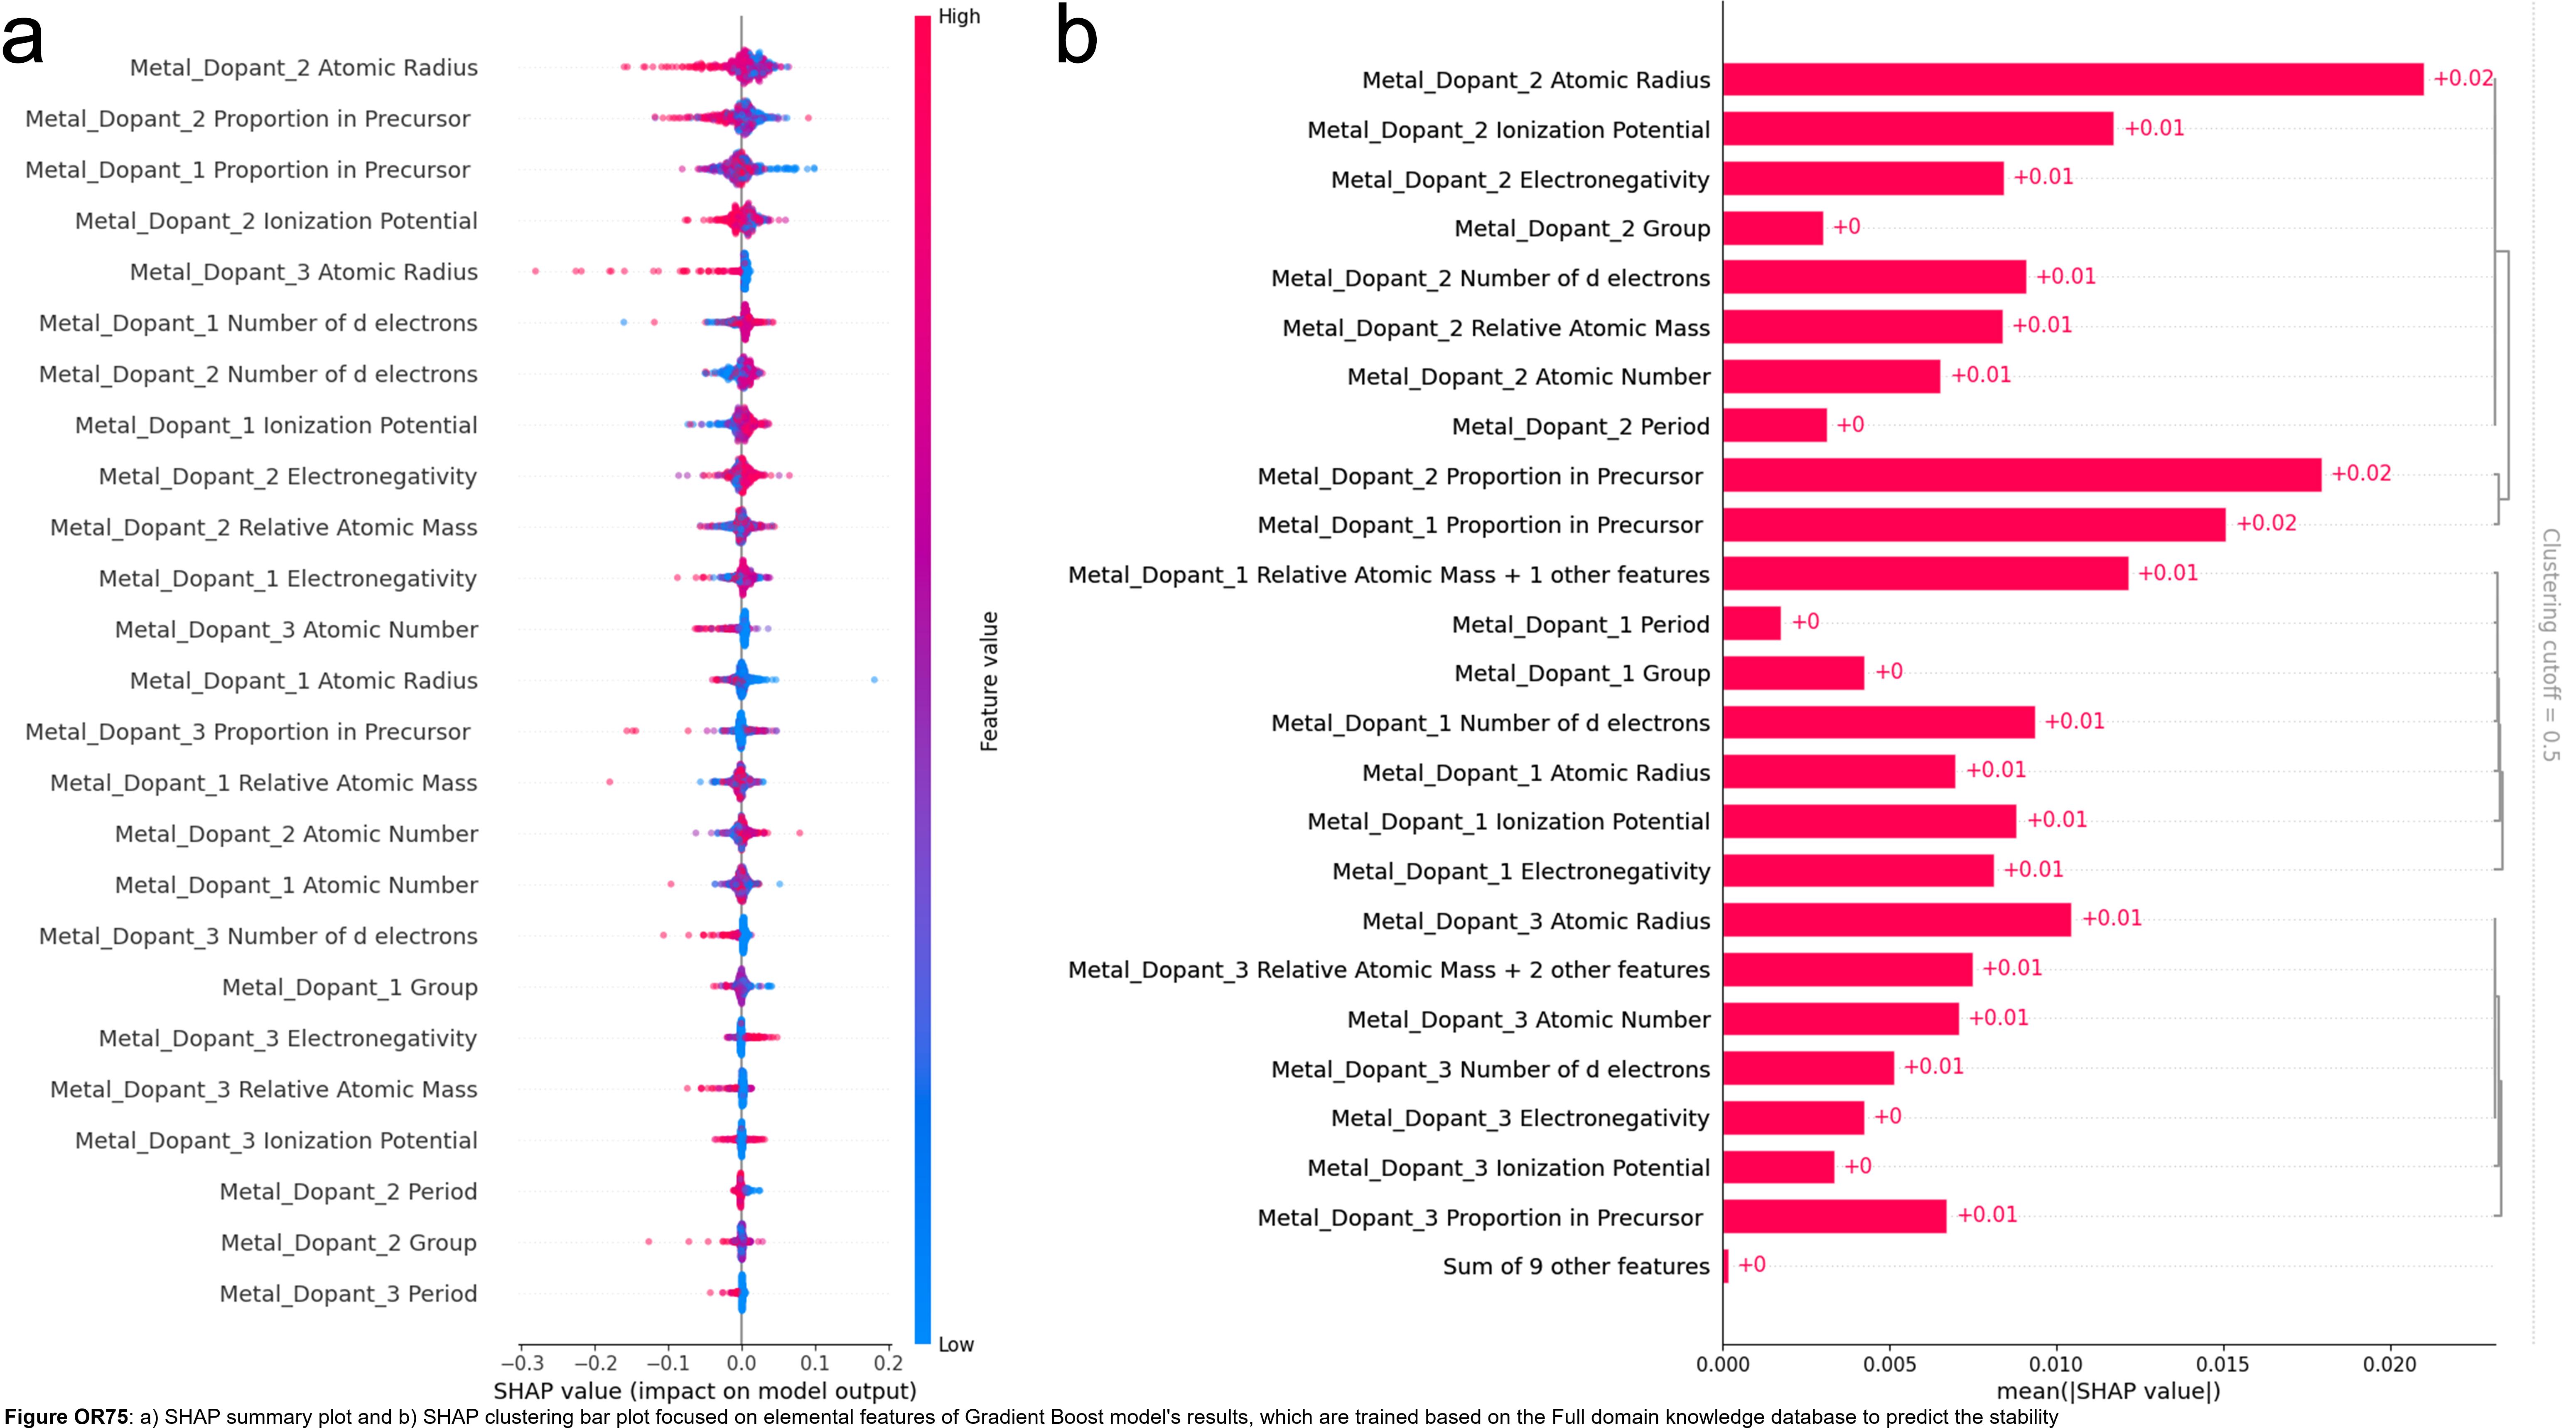 a
High
Metal_Dopant_2 Atomic Radius
Metal_Dopant_2 Proportion in Precursor
Metal_Dopant_1 Proportion in Precursor
Metal_Dopant_2 Ionization Potential
Metal_Dopant_3 Atomic Radius
Metal_Dopant_1 Number of d electrons
Metal_Dopant_2 Number of d electrons
Metal_Dopant_1 Ionization Potential
Metal_Dopant_2 Electronegativity
Metal_Dopant_2 Relative Atomic Mass
Metal_Dopant_1 Electronegativity
Metal_Dopant_3 Atomic Number
Metal_Dopant_1 Atomic Radius
Metal_Dopant_3 Proportion in Precursor
Metal_Dopant_1 Relative Atomic Mass
Metal_Dopant_2 Atomic Number
Metal_Dopant_1 Atomic Number
Metal_Dopant_3 Number of d electrons
Metal_Dopant_1 Group
Metal_Dopant_3 Electronegativity
Metal_Dopant_3 Relative Atomic Mass
Metal_Dopant_3 Ionization Potential
Metal_Dopant_2 Period
Metal_Dopant_2 Group
Metal_Dopant_3 Period
Low
Feature value
−0.3 −0.2 −0.1 0.0 0.1 0.2
SHAP value (impact on model output)
b
Metal_Dopant_2 Atomic Radius +0.02
Metal_Dopant_2 Ionization Potential +0.01
Metal_Dopant_2 Electronegativity +0.01
Metal_Dopant_2 Group +0
Metal_Dopant_2 Number of d electrons +0.01
Metal_Dopant_2 Relative Atomic Mass +0.01
Metal_Dopant_2 Atomic Number +0.01
Metal_Dopant_2 Period +0
Metal_Dopant_2 Proportion in Precursor +0.02
Metal_Dopant_1 Proportion in Precursor +0.02
Metal_Dopant_1 Relative Atomic Mass + 1 other features +0.01
Metal_Dopant_1 Period +0
Metal_Dopant_1 Group +0
Metal_Dopant_1 Number of d electrons +0.01
Metal_Dopant_1 Atomic Radius +0.01
Metal_Dopant_1 Ionization Potential +0.01
Metal_Dopant_1 Electronegativity +0.01
Metal_Dopant_3 Atomic Radius +0.01
Metal_Dopant_3 Relative Atomic Mass + 2 other features +0.01
Metal_Dopant_3 Atomic Number +0.01
Metal_Dopant_3 Number of d electrons +0.01
Metal_Dopant_3 Electronegativity +0
Metal_Dopant_3 Ionization Potential +0
Metal_Dopant_3 Proportion in Precursor +0.01
Sum of 9 other features +0
Clustering cutoff = 0.5
0.000 0.005 0.010 0.015 0.020
mean(|SHAP value|)
Figure OR75: a) SHAP summary plot and b) SHAP clustering bar plot focused on elemental features of Gradient Boost model's results, which are trained based on the Full domain knowledge database to predict the stability